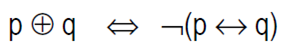 p ⊕ q ⇔ ¬(p ↔ q)